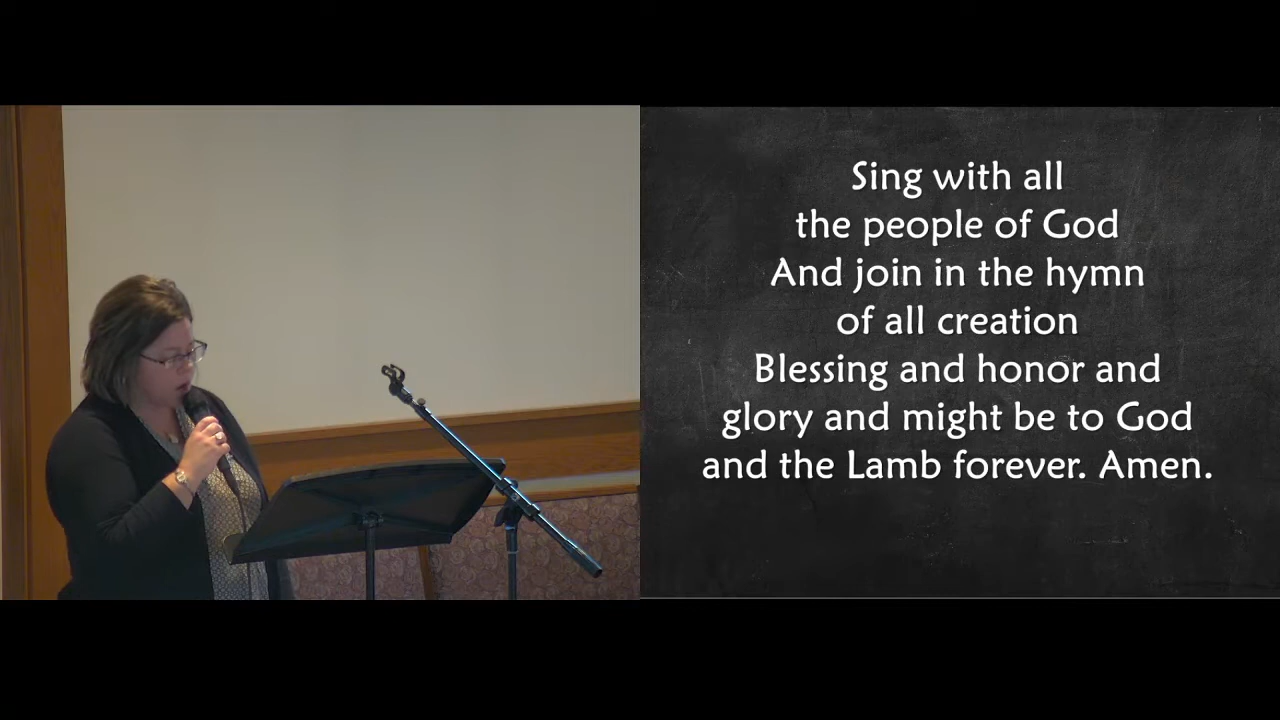 Sing with all
the people of God
And join in the hymn
of all creation
Blessing and honor and
glory and might be to God
and the Lamb forever. Amen.